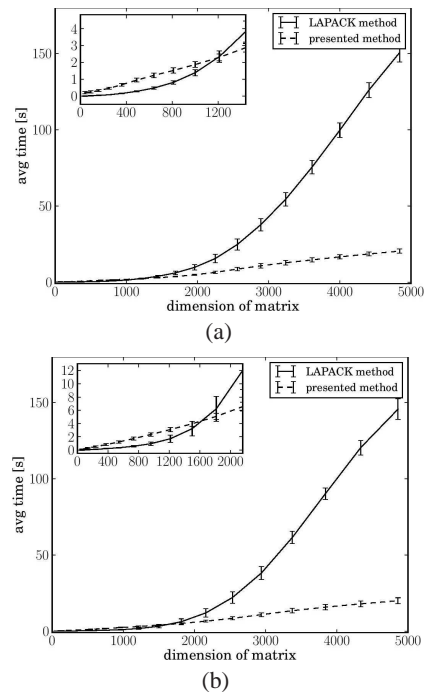 LAPACK method
presented method
4
3
2
1
0
0 400 800 1200
150
100
50
0
avg time [s]
0 1000 2000 3000 4000 5000
dimension of matrix
(a)
LAPACK method
presented method
12
10
8
6
4
2
0
0 400 800 1200 1600 2000
150
100
50
0
avg time [s]
0 1000 2000 3000 4000 5000
dimension of matrix
(b)